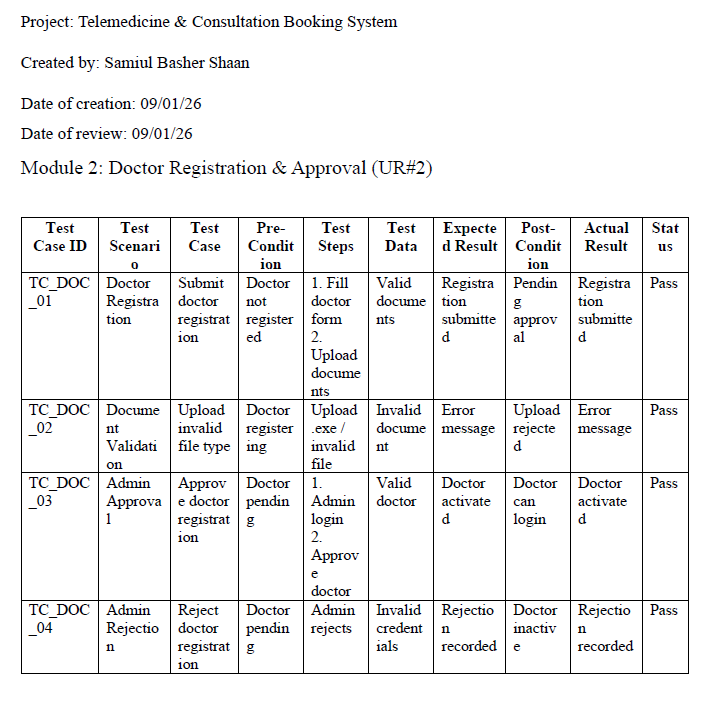 Project: Telemedicine & Consultation Booking System
Created by: Samiul Basher Shaan
Date of creation: 09/01/26
Date of review: 09/01/26
Module 2: Doctor Registration & Approval (UR#2)
Test Case ID | Test Scenario | Test Case | Pre-Condition | Test Steps | Test Data | Expected Result | Post-Condition | Actual Result | Status
TC_DOC_01 | Doctor Registration | Submit doctor registration | Doctor not registered | 1. Fill doctor form 2. Upload documents | Valid documents | Registration submitted | Pending approval | Registration submitted | Pass
TC_DOC_02 | Document Validation | Upload invalid file type | Doctor registering | Upload .exe / invalid file | Invalid document | Error message | Upload rejected | Error message | Pass
TC_DOC_03 | Admin Approval | Approve doctor registration | Doctor pending | 1. Admin login 2. Approve doctor | Valid doctor | Doctor activated | Doctor can login | Doctor activated | Pass
TC_DOC_04 | Admin Rejection | Reject doctor registration | Doctor pending | Admin rejects | Invalid credentials | Rejection recorded | Doctor inactive | Rejection recorded | Pass